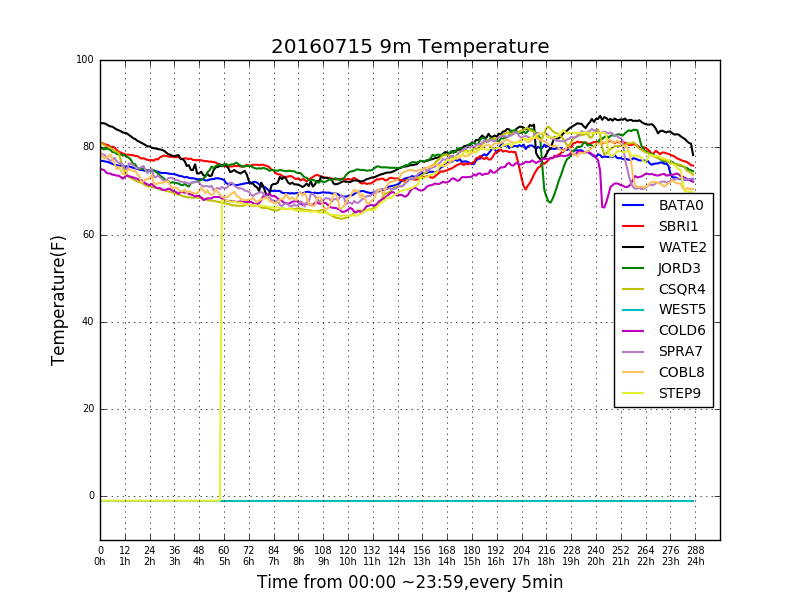 20160715 9m Temperature
100
80
60
40
20
0
Temperature(F)
BATA0
SBRI1
WATE2
JORD3
CSQR4
WEST5
COLD6
SPRA7
COBL8
STEP9
0 12 24 36 48 60 72 84 96 108 120 132 144 156 168 180 192 204 216 228 240 252 264 276 288
0h 1h 2h 3h 4h 5h 6h 7h 8h 9h 10h 11h 12h 13h 14h 15h 16h 17h 18h 19h 20h 21h 22h 23h 24h
Time from 00:00 ~23:59,every 5min